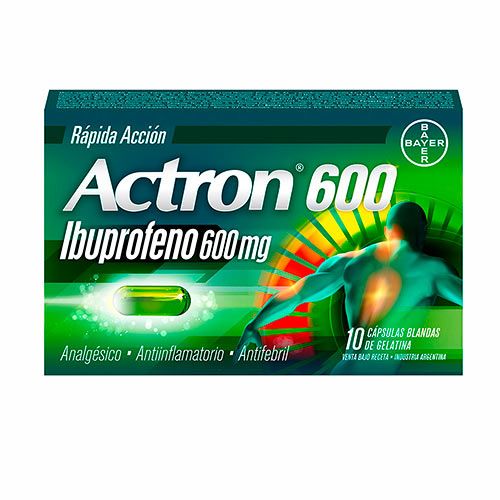 Rápida Acción
BAYER
BAYER
Actron® 600
Ibuprofeno 600 mg
Analgésico • Antiinflamatorio • Antifebril
10 CÁPSULAS BLANDAS
DE GELATINA
VENTA BAJO RECETA • INDUSTRIA ARGENTINA